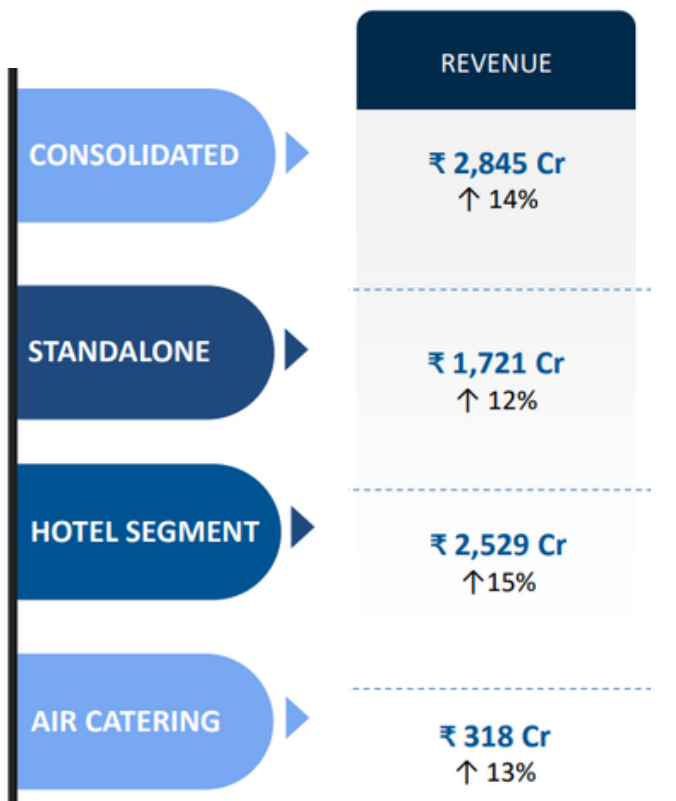 REVENUE
CONSOLIDATED
₹ 2,845 Cr
↑ 14%
STANDALONE
₹ 1,721 Cr
↑ 12%
HOTEL SEGMENT
₹ 2,529 Cr
↑15%
AIR CATERING
₹ 318 Cr
↑ 13%